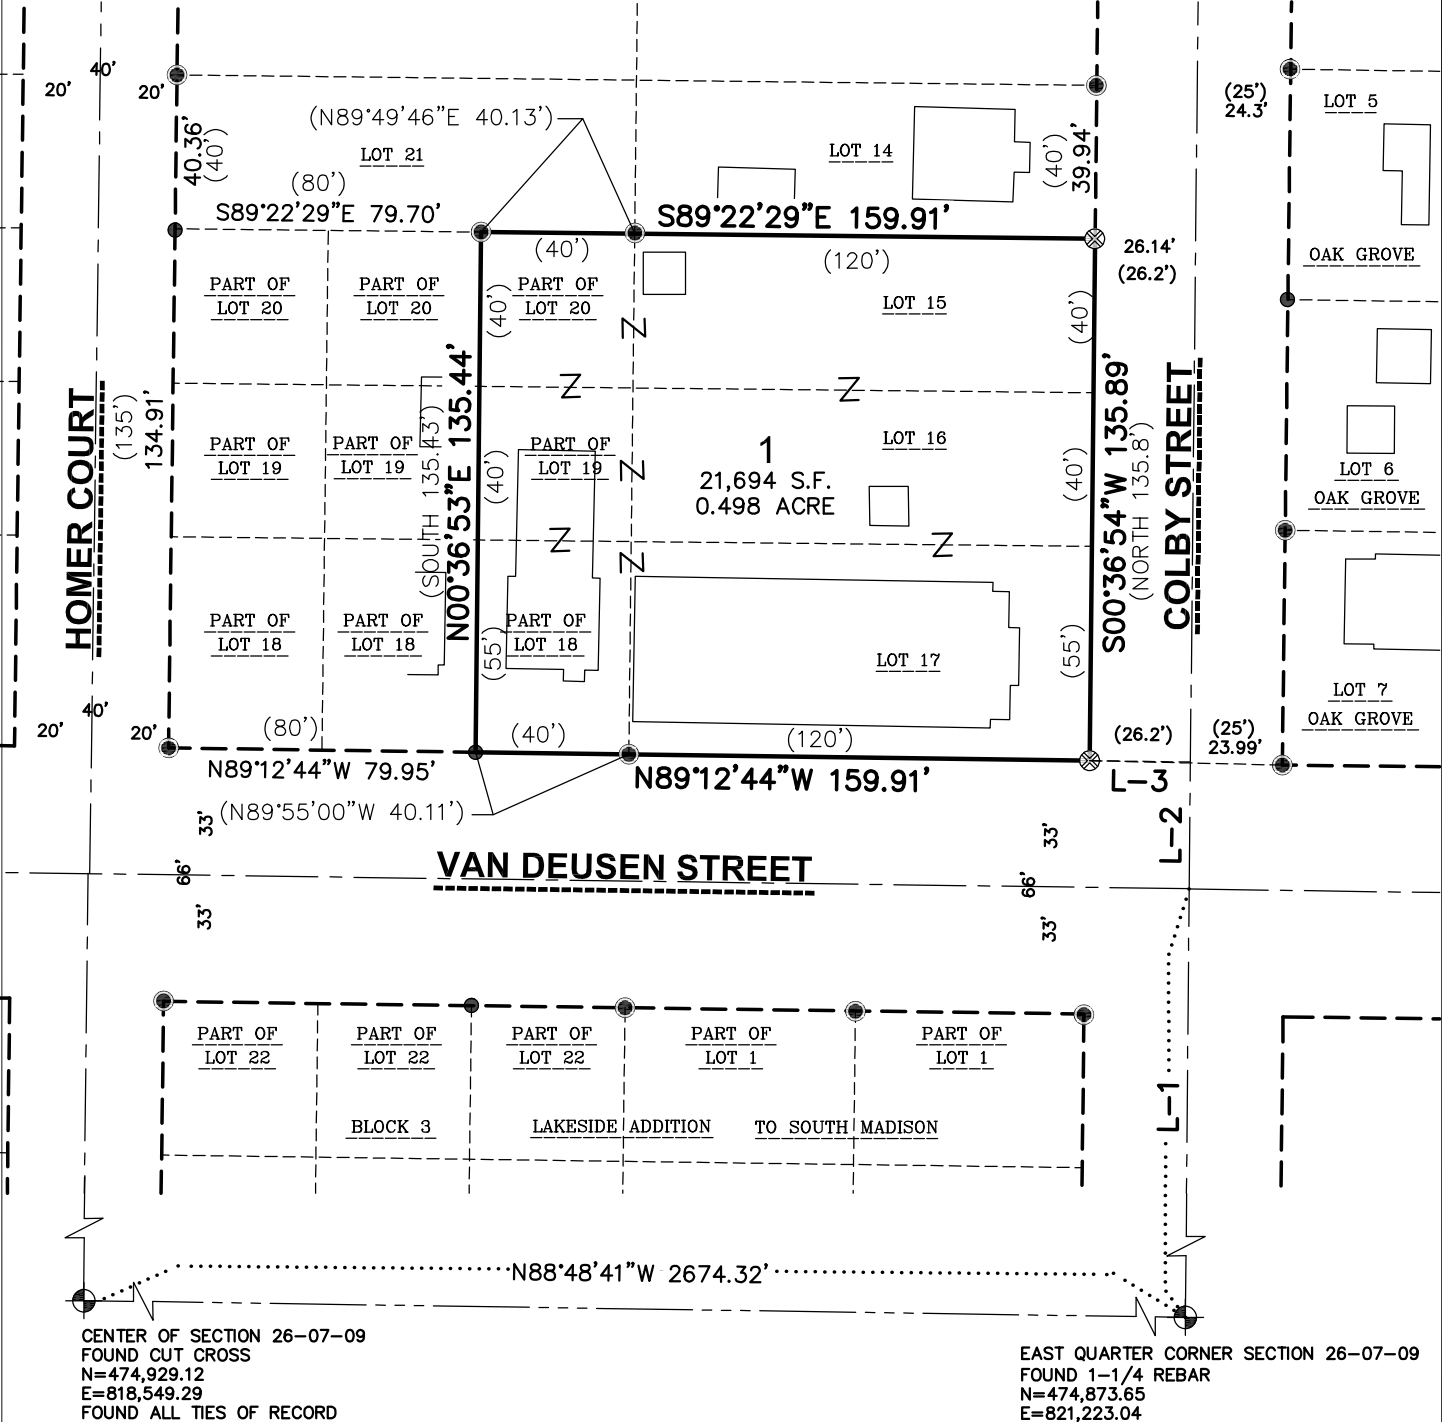 40'
20'
20'
(25')
24.3'
LOT 5
(N89°49'46"E 40.13')
40.36'
(40')
LOT 21
LOT 14
(40')
39.94'
(80')
S89°22'29"E 79.70'
S89°22'29"E 159.91'
(40')
(120')
26.14'
(26.2')
OAK GROVE
PART OF
LOT 20
PART OF
LOT 20
PART OF
LOT 20
(40')
LOT 15
(40')
Z
Z
Z
HOMER COURT
(135')
134.91'
(SOUTH 135.43')
N00°36'53"E 135.44'
PART OF
LOT 19
PART OF
LOT 19
PART OF
LOT 19
(40')
Z
1
21,694 S.F.
0.498 ACRE
LOT 16
(40')
S00°36'54"W 135.89'
(NORTH 135.8')
COLBY STREET
LOT 6
OAK GROVE
Z
Z
Z
PART OF
LOT 18
PART OF
LOT 18
PART OF
LOT 18
(55')
LOT 17
(55')
LOT 7
OAK GROVE
20'
40'
20'
(80')
(40')
(120')
(26.2')
(25')
23.99'
N89°12'44"W 79.95'
N89°12'44"W 159.91'
L-3
(N89°55'00"W 40.11')
33'
66'
33'
VAN DEUSEN STREET
33'
66'
33'
L-2
PART OF
LOT 22
PART OF
LOT 22
PART OF
LOT 22
PART OF
LOT 1
PART OF
LOT 1
L-1
BLOCK 3
LAKESIDE ADDITION
TO SOUTH MADISON
N88°48'41"W 2674.32'
CENTER OF SECTION 26-07-09
FOUND CUT CROSS
N=474,929.12
E=818,549.29
FOUND ALL TIES OF RECORD
EAST QUARTER CORNER SECTION 26-07-09
FOUND 1-1/4 REBAR
N=474,873.65
E=821,223.04